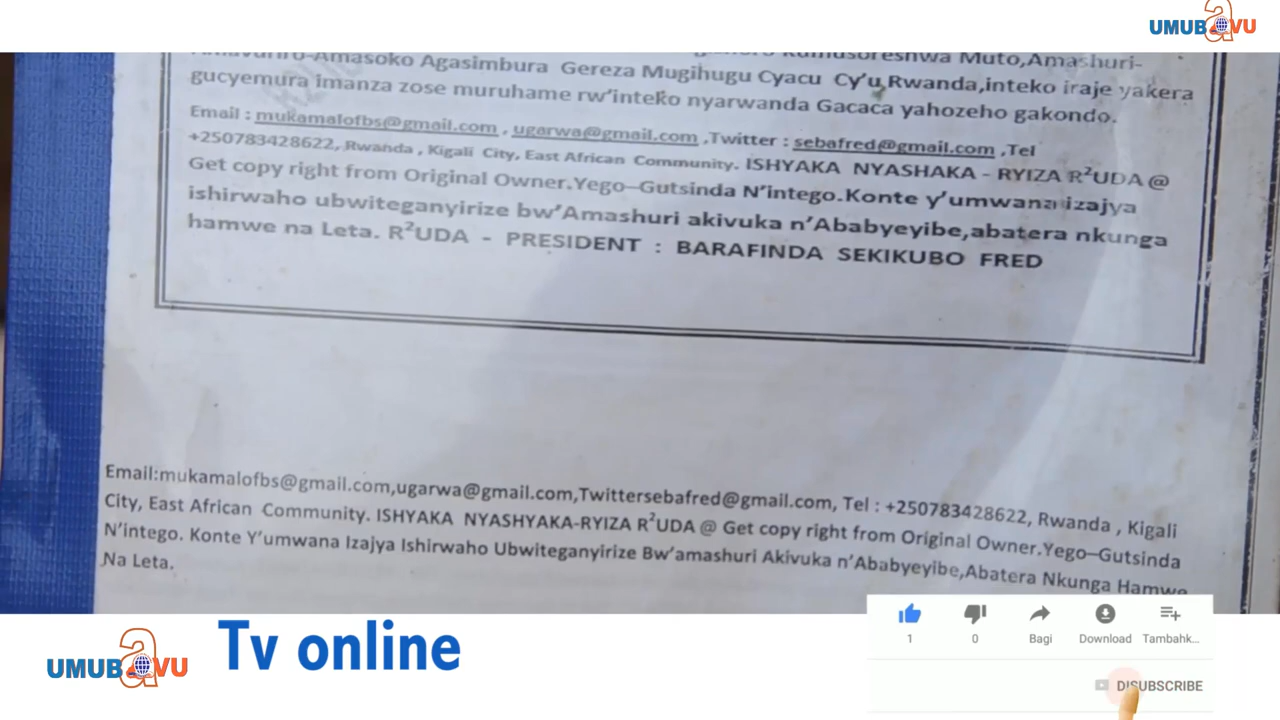 UMUBaVU
Amasoko Agasimbura Gereza Mugihugu Cyacu Cy'u Rwanda,inteko iraje yakera
gucyemura imanza zose muruhame rw'inteko nyarwanda Gacaca yahozeho gakondo.
Email : mukamalofbs@gmail.com , ugarwa@gmail.com ,Twitter : sebafred@gmail.com ,Tel
+250783428622, Rwanda , Kigali City, East African Community. ISHYAKA NYASHAKA - RYIZA R²UDA @
Get copy right from Original Owner.Yego–Gutsinda N'intego.Konte y'umwana izajya
ishirwaho ubwiteganyirize bw'Amashuri akivuka n'Ababyeyibe,abatera nkunga
hamwe na Leta. R²UDA - PRESIDENT : BARAFINDA SEKIKUBO FRED
Email:mukamalofbs@gmail.com,ugarwa@gmail.com,Twittersebafred@gmail.com, Tel : +250783428622, Rwanda , Kigali
City, East African Community. ISHYAKA NYASHYAKA-RYIZA R²UDA @ Get copy right from Original Owner.Yego–Gutsinda
N'intego. Konte Y'umwana Izajya Ishirwaho Ubwiteganyirize Bw'amashuri Akivuka n'Ababyeyibe,Abatera Nkunga Hamwe
Na Leta.
UMUBaVU Tv online
1 0 Bagi Download Tambahk...
DISUBSCRIBE